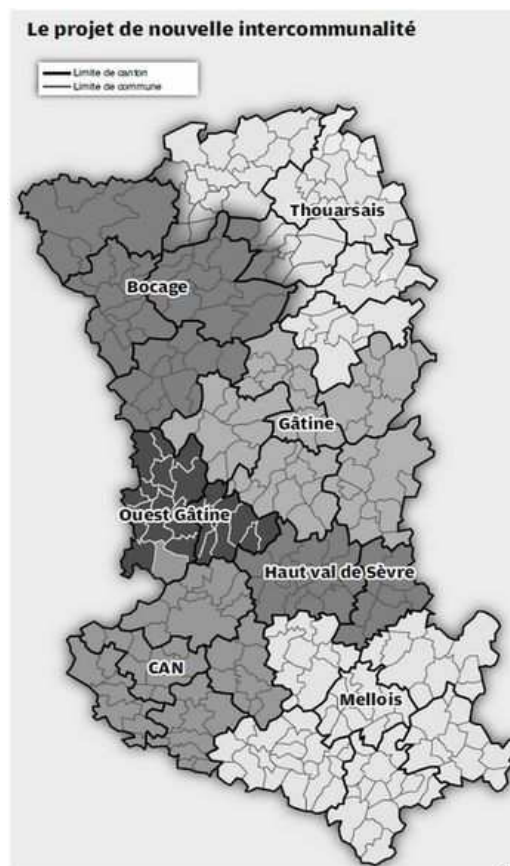 Le projet de nouvelle intercommunalité
Limite de canton
Limite de commune
Thouarsais
Bocage
Gâtine
Ouest Gâtine
Haut val de Sèvre
CAN
Mellois